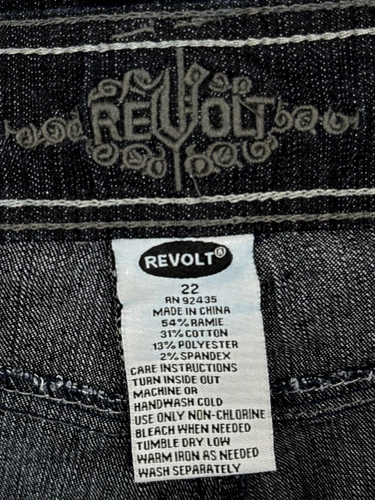 REVOLT
REVOLT®
22
RN 92435
MADE IN CHINA
54% RAMIE
31% COTTON
13% POLYESTER
2% SPANDEX
CARE INSTRUCTIONS
TURN INSIDE OUT
MACHINE OR
HANDWASH COLD
USE ONLY NON-CHLORINE
BLEACH WHEN NEEDED
TUMBLE DRY LOW
WARM IRON AS NEEDED
WASH SEPARATELY